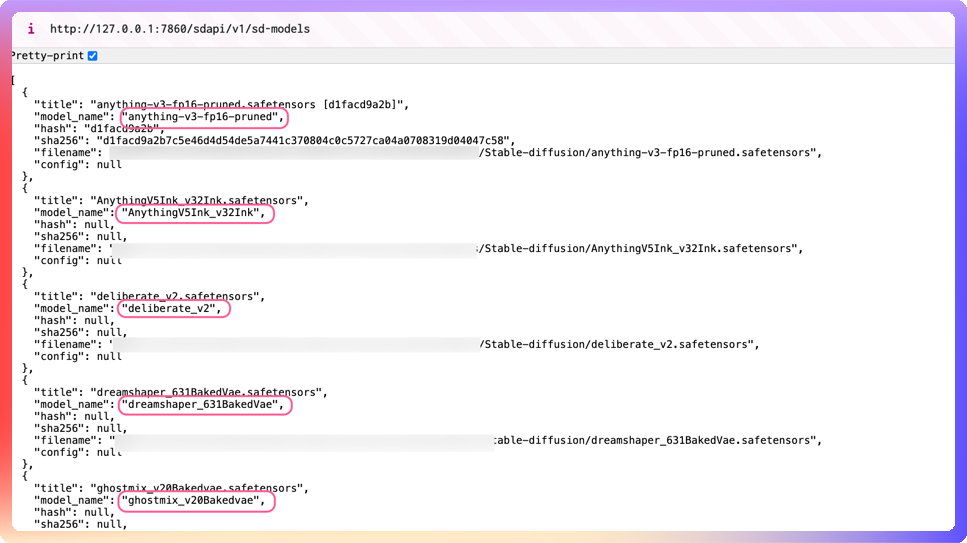 i http://127.0.0.1:7860/sdapi/v1/sd-models
Pretty-print
[
{
"title": "anything-v3-fp16-pruned.safetensors [d1facd9a2b]",
"model_name": "anything-v3-fp16-pruned",
"hash": "d1facd9a2b",
"sha256": "d1facd9a2b7c5e46d4d54de5a7441c370804c0c5727ca04a0708319d04047c58",
"filename": /Stable-diffusion/anything-v3-fp16-pruned.safetensors",
"config": null
},
{
"title": "AnythingV5Ink_v32Ink.safetensors",
"model_name": "AnythingV5Ink_v32Ink",
"hash": null,
"sha256": null,
"filename": "/Stable-diffusion/AnythingV5Ink_v32Ink.safetensors",
"config": null
},
{
"title": "deliberate_v2.safetensors",
"model_name": "deliberate_v2",
"hash": null,
"sha256": null,
"filename": "/Stable-diffusion/deliberate_v2.safetensors",
"config": null
},
{
"title": "dreamshaper_631BakedVae.safetensors",
"model_name": "dreamshaper_631BakedVae",
"hash": null,
"sha256": null,
"filename": "table-diffusion/dreamshaper_631BakedVae.safetensors",
"config": null
},
{
"title": "ghostmix_v20Bakedvae.safetensors",
"model_name": "ghostmix_v20Bakedvae",
"hash": null,
"sha256": null,